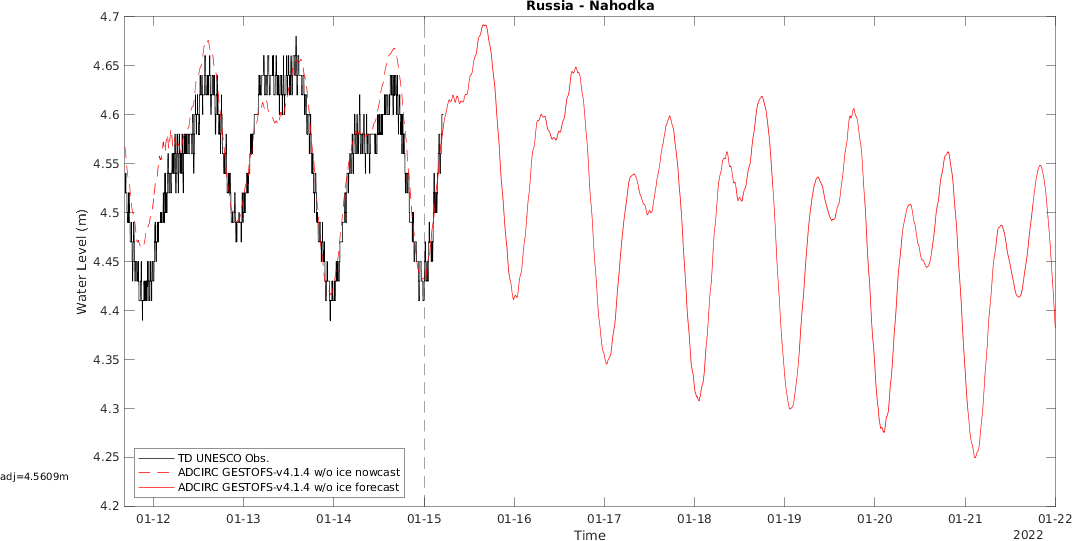 Russia - Nahodka
4.7
4.65
4.6
4.55
4.5
4.45
4.4
4.35
4.3
4.25
4.2
Water Level (m)
adj=4.5609m
TD UNESCO Obs.
ADCIRC GESTOFS-v4.1.4 w/o ice nowcast
ADCIRC GESTOFS-v4.1.4 w/o ice forecast
01-12 01-13 01-14 01-15 01-16 01-17 01-18 01-19 01-20 01-21 01-22
Time
2022